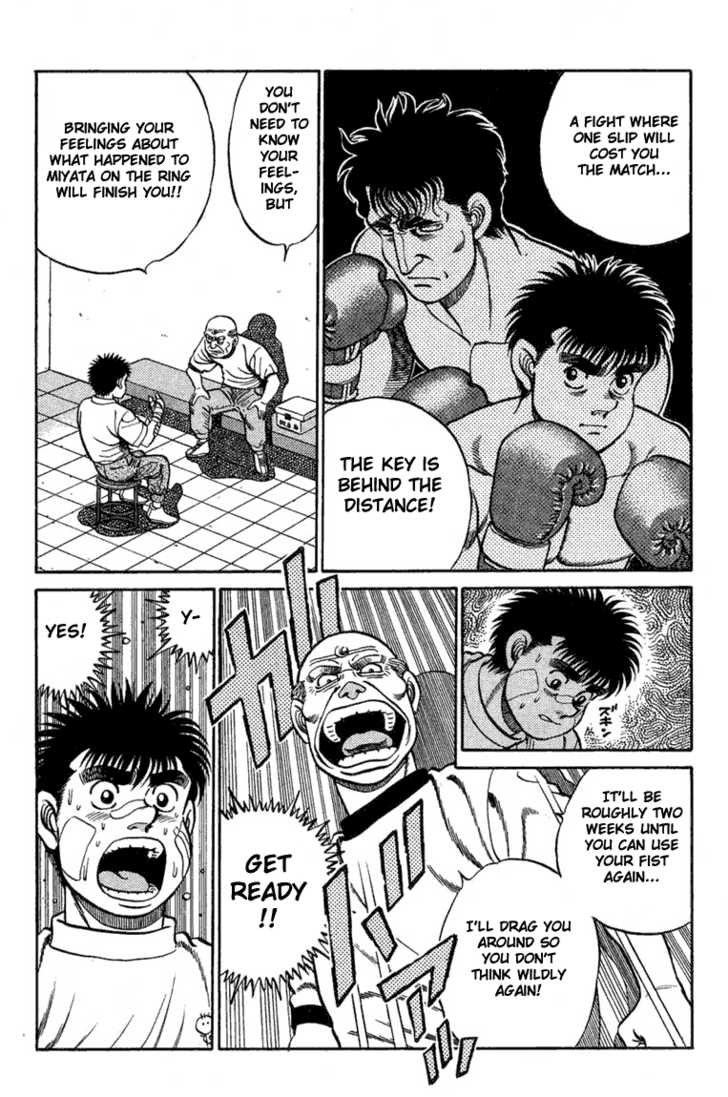 A FIGHT WHERE
ONE SLIP WILL
COST YOU
THE MATCH...
THE KEY IS
BEHIND THE
DISTANCE!
YOU
DON'T
NEED TO
KNOW
YOUR
FEEL-
INGS,
BUT
BRINGING YOUR
FEELINGS ABOUT
WHAT HAPPENED TO
MIYATA ON THE RING
WILL FINISH YOU!!
ズキン
IT'LL BE
ROUGHLY TWO
WEEKS UNTIL
YOU CAN USE
YOUR FIST
AGAIN...
I'LL DRAG YOU
AROUND SO
YOU DON'T
THINK WILDLY
AGAIN!
GET
READY
!!
Y-
YES!